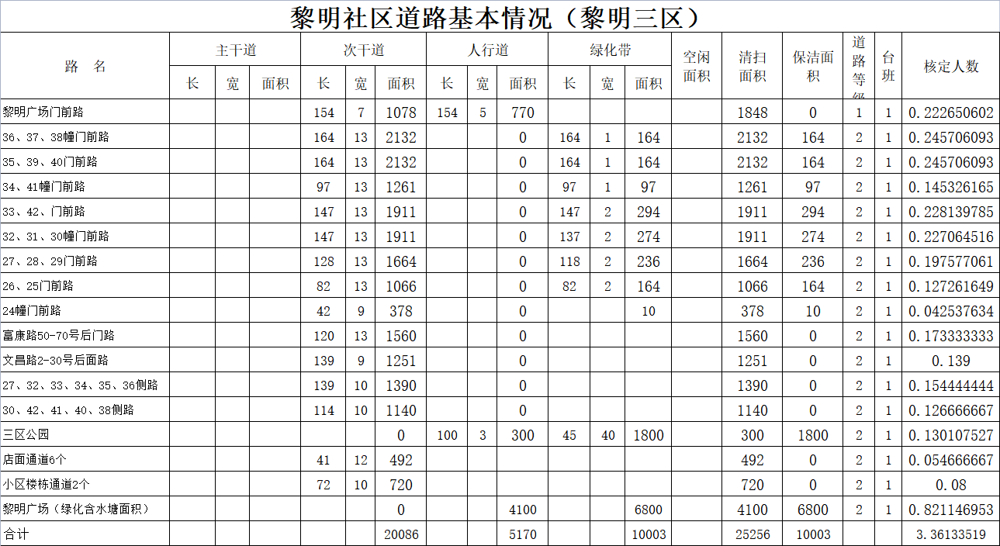 黎明社区道路基本情况（黎明三区）
路 名 主干道 次干道 人行道 绿化带 空闲面积 清扫面积 保洁面积 道路等级 台班 核定人数
长 宽 面积 长 宽 面积 长 宽 面积 长 宽 面积
黎明广场门前路 154 7 1078 154 5 770 1848 0 1 1 0.222650602
36、37、38幢门前路 164 13 2132 0 164 1 164 2132 164 2 1 0.245706093
35、39、40门前路 164 13 2132 0 164 1 164 2132 164 2 1 0.245706093
34、41幢门前路 97 13 1261 0 97 1 97 1261 97 2 1 0.145326165
33、42、门前路 147 13 1911 0 147 2 294 1911 294 2 1 0.228139785
32、31、30幢门前路 147 13 1911 0 137 2 274 1911 274 2 1 0.227064516
27、28、29门前路 128 13 1664 0 118 2 236 1664 236 2 1 0.197577061
26、25门前路 82 13 1066 0 82 2 164 1066 164 2 1 0.127261649
24幢门前路 42 9 378 0 10 378 10 2 1 0.042537634
富康路50-70号后门路 120 13 1560 0 1560 0 2 1 0.173333333
文昌路2-30号后面路 139 9 1251 0 1251 0 2 1 0.139
27、32、33、34、35、36侧路 139 10 1390 0 1390 0 2 1 0.154444444
30、42、41、40、38侧路 114 10 1140 0 1140 0 2 1 0.126666667
三区公园 0 100 3 300 45 40 1800 300 1800 2 1 0.130107527
店面通道6个 41 12 492 492 0 2 1 0.054666667
小区楼栋通道2个 72 10 720 720 0 2 1 0.08
黎明广场（绿化含水塘面积） 0 4100 6800 4100 6800 2 1 0.821146953
合计 20086 5170 10003 25256 10003 3.36133519